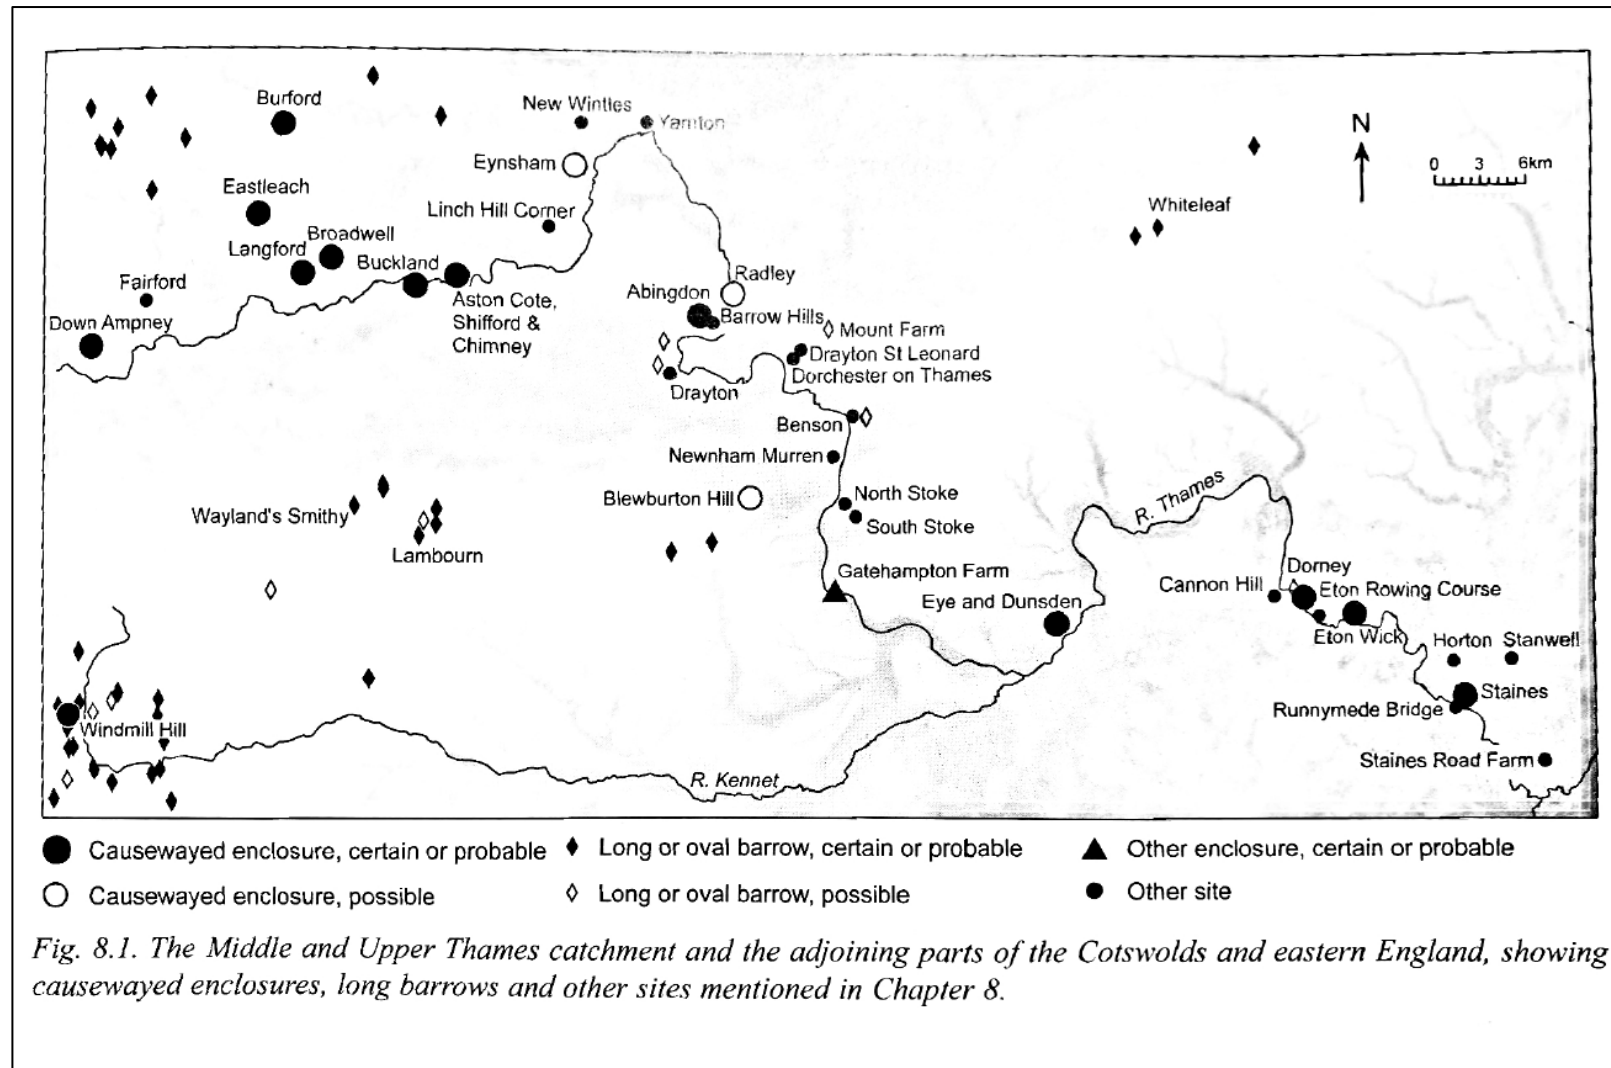 Burford
New Wintles
Yarnton
N
0 3 6km
Eynsham
Eastleach
Linch Hill Corner
Whiteleaf
Broadwell
Langford
Buckland
Radley
Fairford
Abingdon
Aston Cote,
Shifford &
Chimney
Down Ampney
Barrow Hills
Mount Farm
Drayton St Leonard
Dorchester on Thames
Drayton
Benson
Newnham Murren
Blewburton Hill
North Stoke
South Stoke
R. Thames
Wayland's Smithy
Lambourn
Gatehampton Farm
Dorney
Cannon Hill
Eton Rowing Course
Eye and Dunsden
Eton Wick
Horton Stanwell
Staines
Runnymede Bridge
Windmill Hill
Staines Road Farm
R. Kennet
Causewayed enclosure, certain or probable
Long or oval barrow, certain or probable
Other enclosure, certain or probable
Causewayed enclosure, possible
Long or oval barrow, possible
Other site
Fig. 8.1. The Middle and Upper Thames catchment and the adjoining parts of the Cotswolds and eastern England, showing
causewayed enclosures, long barrows and other sites mentioned in Chapter 8.